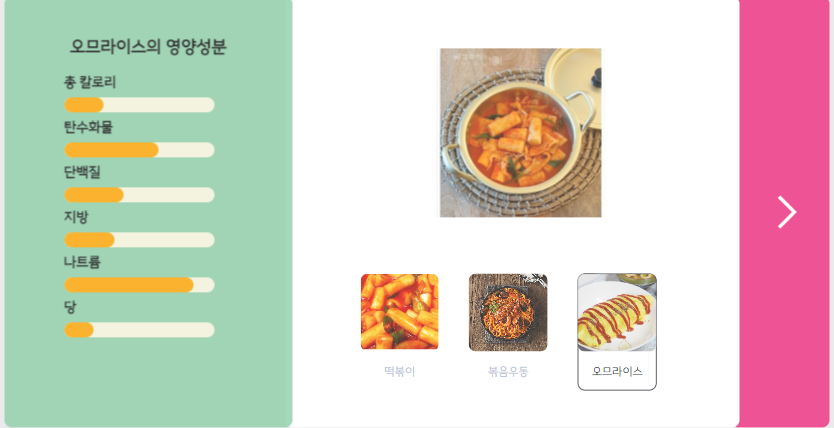 오므라이스의 영양성분
총 칼로리
탄수화물
단백질
지방
나트륨
당
떡볶이
볶음우동
오므라이스